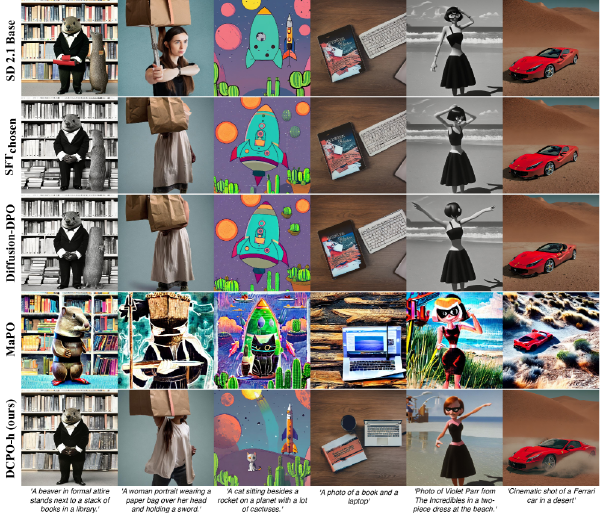 SD 2.1 Base
SFTchosen
Diffusion-DPO
MaPO
DCPO-h (ours)
'A beaver in formal attire
stands next to a stack of
books in a library.'
'A woman portrait wearing a
paper bag over her head
and holding a sword.'
'A cat sitting besides a
rocket on a planet with a lot
of cactuses.'
'A photo of a book and a
laptop'
'Photo of Violet Parr from
The Incredibles in a two-
piece dress at the beach.'
'Cinematic shot of a Ferrari
car in a desert'